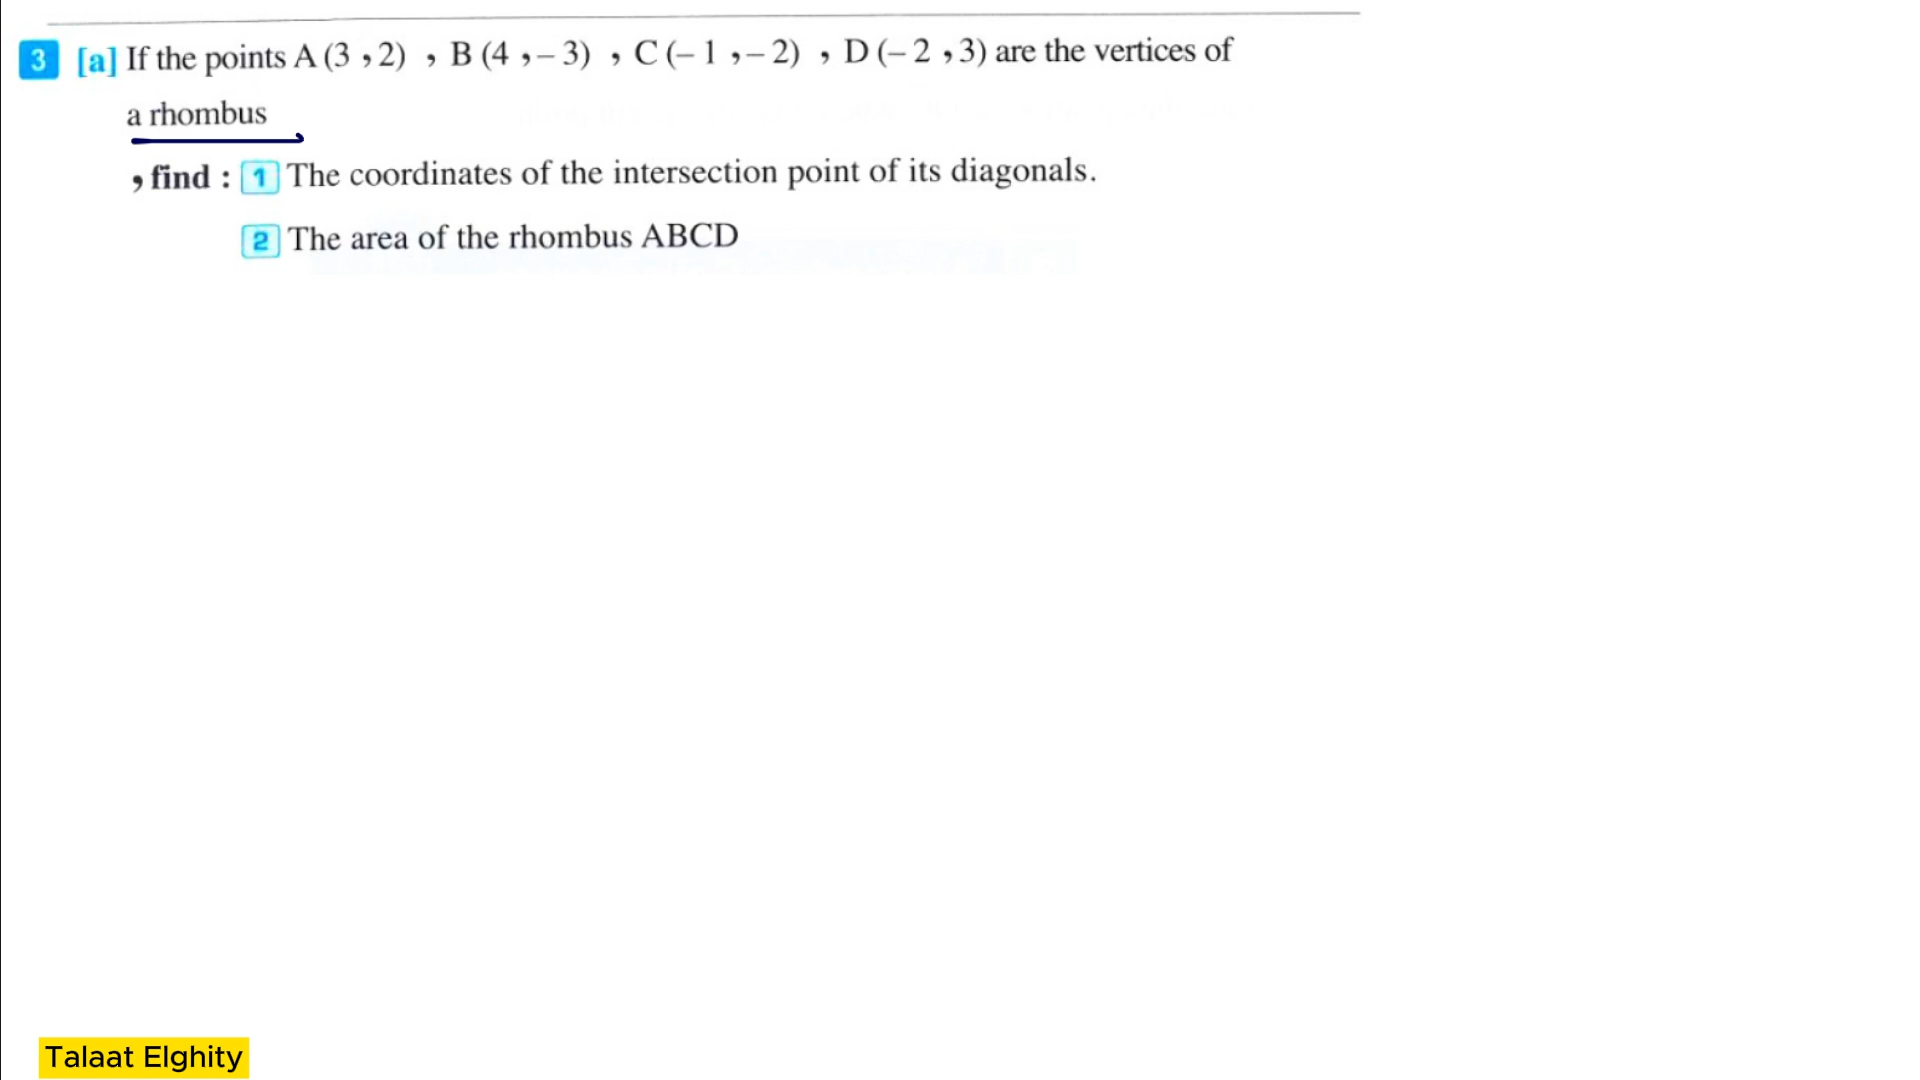 3 [a] If the points A (3 , 2) , B (4 , – 3) , C (– 1 , – 2) , D (– 2 , 3) are the vertices of
a rhombus
, find : 1 The coordinates of the intersection point of its diagonals.
2 The area of the rhombus ABCD
Talaat Elghity